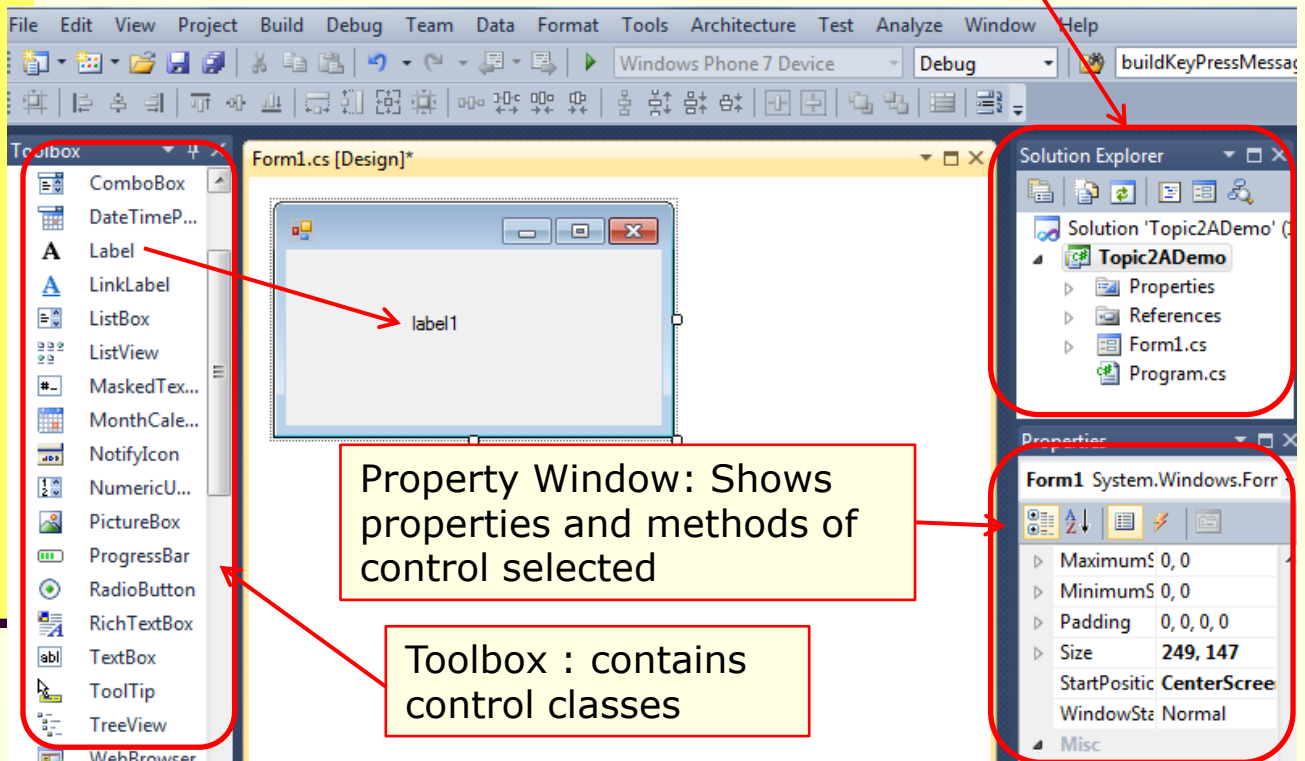 File Edit View Project Build Debug Team Data Format Tools Architecture Test Analyze Window Help
Windows Phone 7 Device Debug buildKeyPressMessag
Toolbox
ComboBox
DateTimeP...
Label
LinkLabel
ListBox
ListView
MaskedTex...
MonthCale...
NotifyIcon
NumericU...
PictureBox
ProgressBar
RadioButton
RichTextBox
TextBox
ToolTip
TreeView
WebBrowser
Form1.cs [Design]*
label1
Property Window: Shows
properties and methods of
control selected
Toolbox : contains
control classes
Solution Explorer
Solution 'Topic2ADemo' (1
Topic2ADemo
Properties
References
Form1.cs
Program.cs
Properties
Form1 System.Windows.Forr
MaximumS 0, 0
MinimumS 0, 0
Padding 0, 0, 0, 0
Size 249, 147
StartPositic CenterScree
WindowSta Normal
Misc